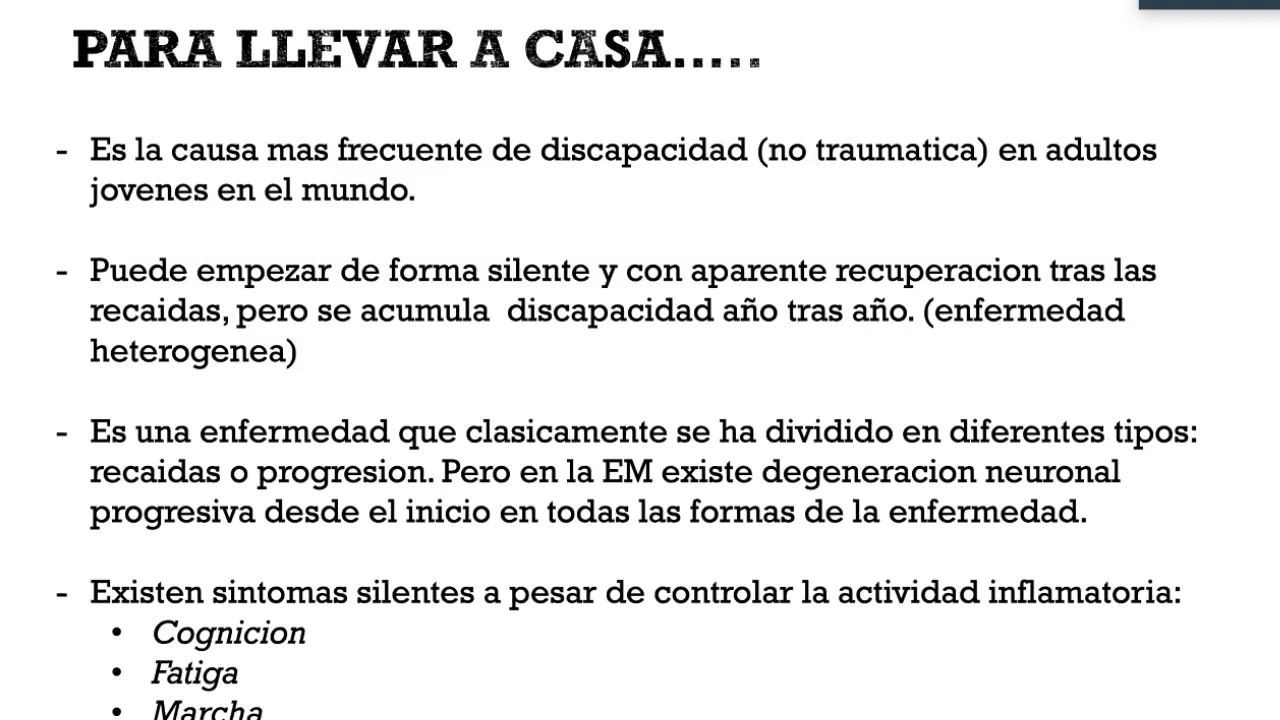 PARA LLEVAR A CASA.....
- Es la causa mas frecuente de discapacidad (no traumatica) en adultos
jovenes en el mundo.
- Puede empezar de forma silente y con aparente recuperacion tras las
recaidas, pero se acumula  discapacidad año tras año. (enfermedad
heterogenea)
- Es una enfermedad que clasicamente se ha dividido en diferentes tipos:
recaidas o progresion. Pero en la EM existe degeneracion neuronal
progresiva desde el inicio en todas las formas de la enfermedad.
- Existen sintomas silentes a pesar de controlar la actividad inflamatoria:
• Cognicion
• Fatiga
• Marcha